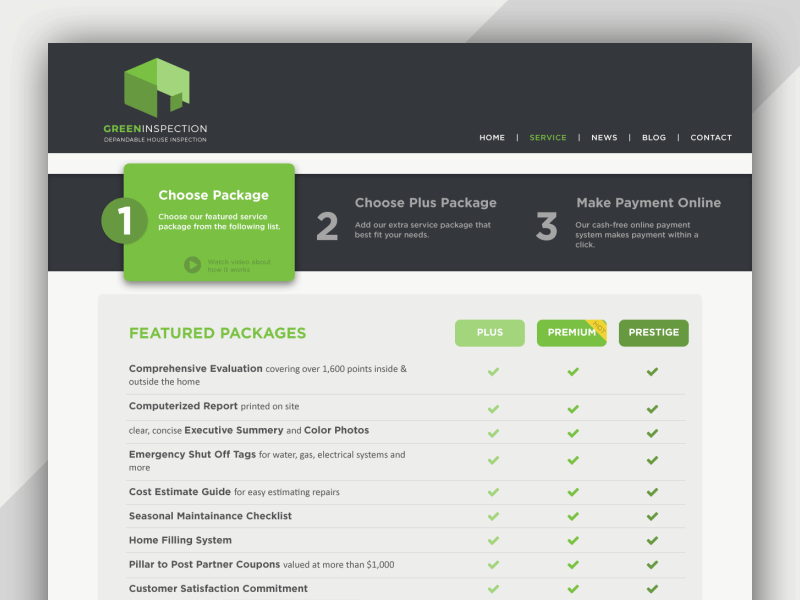 GREENINSPECTION
DEPANDABLE HOUSE INSPECTION
HOME | SERVICE | NEWS | BLOG | CONTACT
1
Choose Package
Choose our featured service
package from the following list.
Watch video about
how it works
2
Choose Plus Package
Add our extra service package that
best fit your needs.
3
Make Payment Online
Our cash-free online payment
system makes payment within a
click.
FEATURED PACKAGES
PLUS
PREMIUM
HOT
PRESTIGE
Comprehensive Evaluation covering over 1,600 points inside &
outside the home
Computerized Report printed on site
clear, concise Executive Summery and Color Photos
Emergency Shut Off Tags for water, gas, electrical systems and
more
Cost Estimate Guide for easy estimating repairs
Seasonal Maintainance Checklist
Home Filling System
Pillar to Post Partner Coupons valued at more than $1,000
Customer Satisfaction Commitment